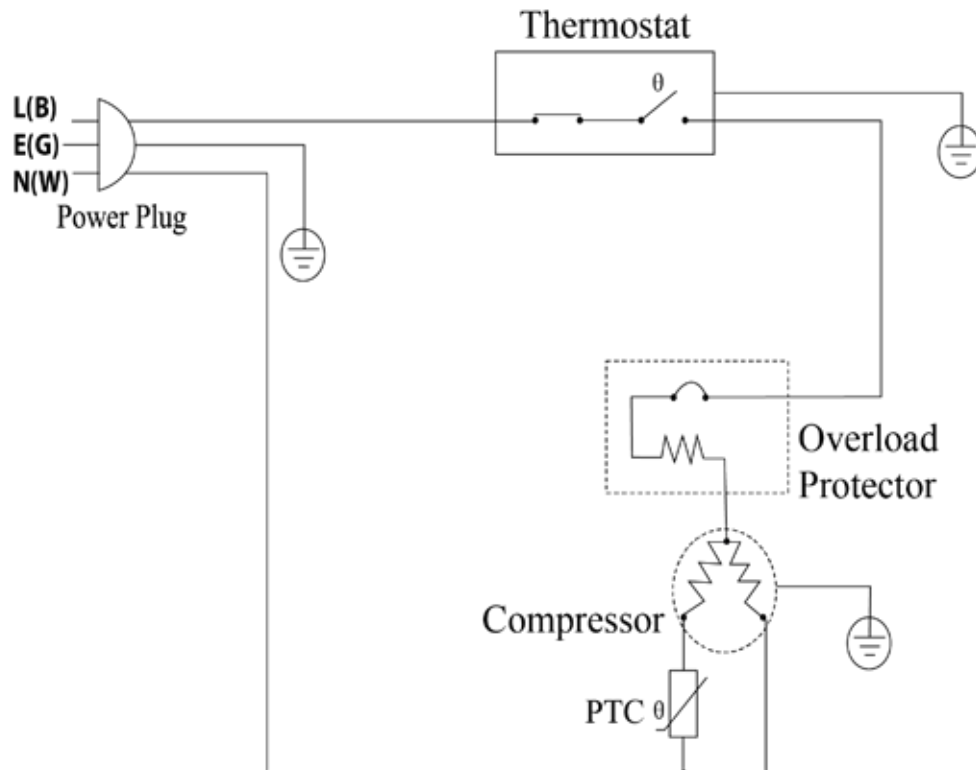 Thermostat
θ
L(B)
E(G)
N(W)
Power Plug
Overload
Protector
Compressor
PTC θ